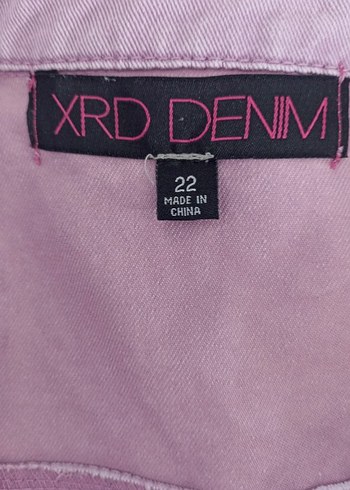 XRD DENIM
22
MADE IN
CHINA